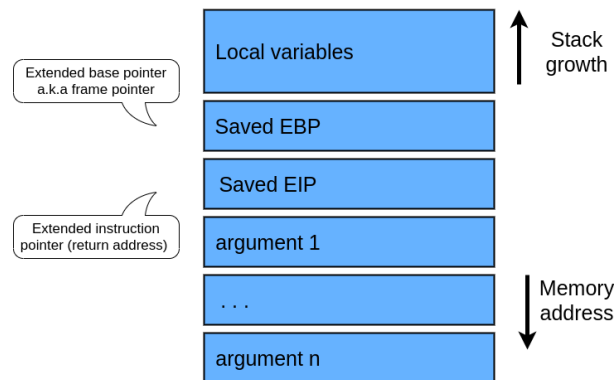 Local variables
Stack
growth
Extended base pointer
a.k.a frame pointer
Saved EBP
Saved EIP
Extended instruction
pointer (return address)
argument 1
. . .
Memory
address
argument n